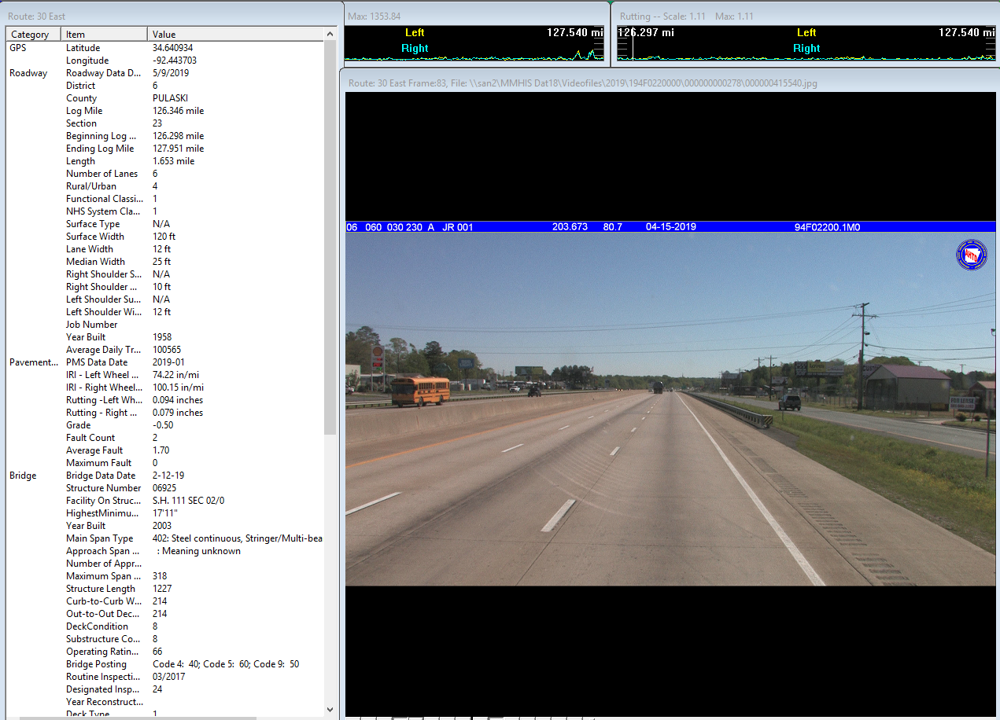 Route: 30 East
Category Item Value
GPS Latitude 34.640934
Longitude -92.443703
Roadway Roadway Data D... 5/9/2019
District 6
County PULASKI
Log Mile 126.346 mile
Section 23
Beginning Log ... 126.298 mile
Ending Log Mile 127.951 mile
Length 1.653 mile
Number of Lanes 6
Rural/Urban 4
Functional Classi... 1
NHS System Cla... 1
Surface Type N/A
Surface Width 120 ft
Lane Width 12 ft
Median Width 25 ft
Right Shoulder S... N/A
Right Shoulder ... 10 ft
Left Shoulder Su... N/A
Left Shoulder Wi... 12 ft
Job Number
Year Built 1958
Average Daily Tr... 100565
Pavement... PMS Data Date 2019-01
IRI - Left Wheel ... 74.22 in/mi
IRI - Right Wheel... 100.15 in/mi
Rutting -Left Wh... 0.094 inches
Rutting - Right ... 0.079 inches
Grade -0.50
Fault Count 2
Average Fault 1.70
Maximum Fault 0
Bridge Bridge Data Date 2-12-19
Structure Number 06925
Facility On Struc... S.H. 111 SEC 02/0
HighestMinimu... 17'11"
Year Built 2003
Main Span Type 402: Steel continuous, Stringer/Multi-bea
Approach Span ... : Meaning unknown
Number of Appr...
Maximum Span ... 318
Structure Length 1227
Curb-to-Curb W... 214
Out-to-Out Dec... 214
DeckCondition 8
Substructure Co... 8
Operating Ratin... 66
Bridge Posting Code 4: 40; Code 5: 60; Code 9: 50
Routine Inspecti... 03/2017
Designated Insp... 24
Year Reconstruct...
Deck Type 1
Max: 1353.84
Left 127.540 mi
Right
Rutting -- Scale: 1.11 Max: 1.11
126.297 mi Left 127.540 mi
Right
Route: 30 East Frame:83, File: \\san2\MMHIS Dat18\Videofiles\2019\194F0220000\000000000278\000000415540.jpg
06 060 030 230 A JR 001 203.673 80.7 04-15-2019 94F02200.1M0
AHTD
FOR LEASE